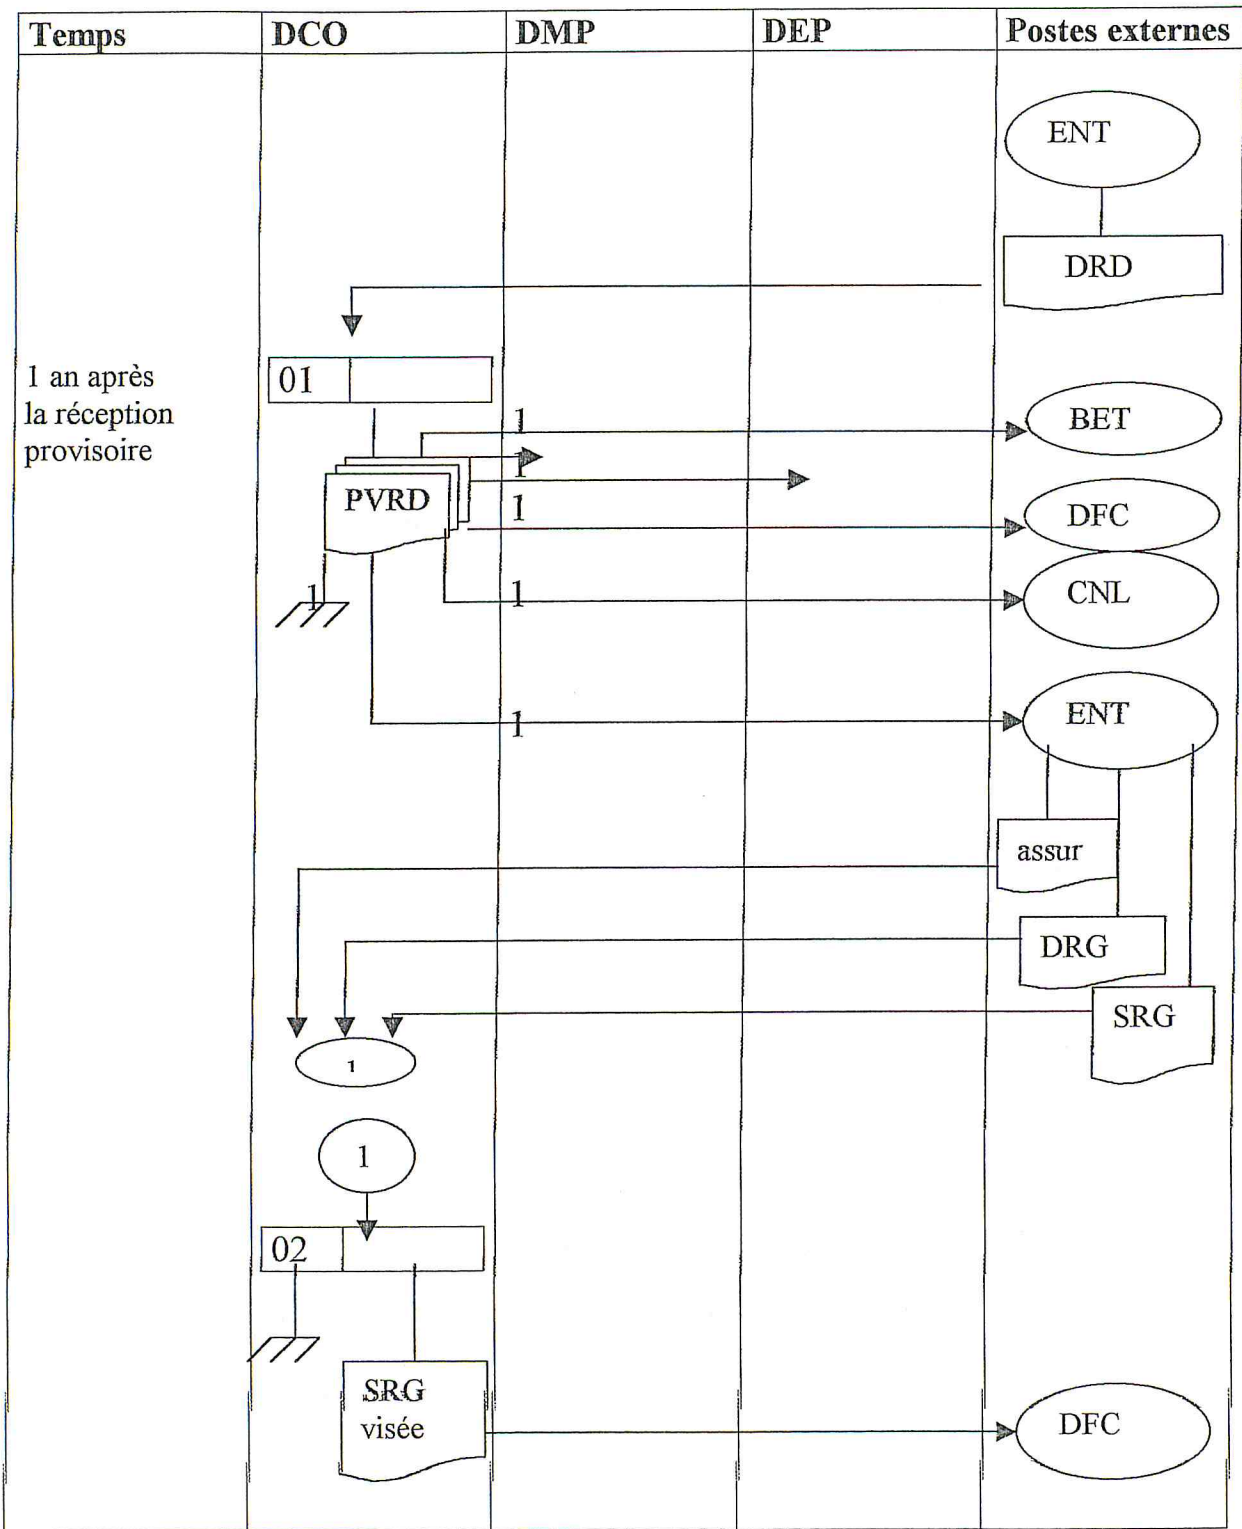 Temps DCO DMP DEP Postes externes
ENT
DRD
01
1 an après
la réception
provisoire
1
BET
1
PVRD
1
DFC
1
1
CNL
1
ENT
assur
DRG
SRG
1
1
02
SRG
visée
DFC